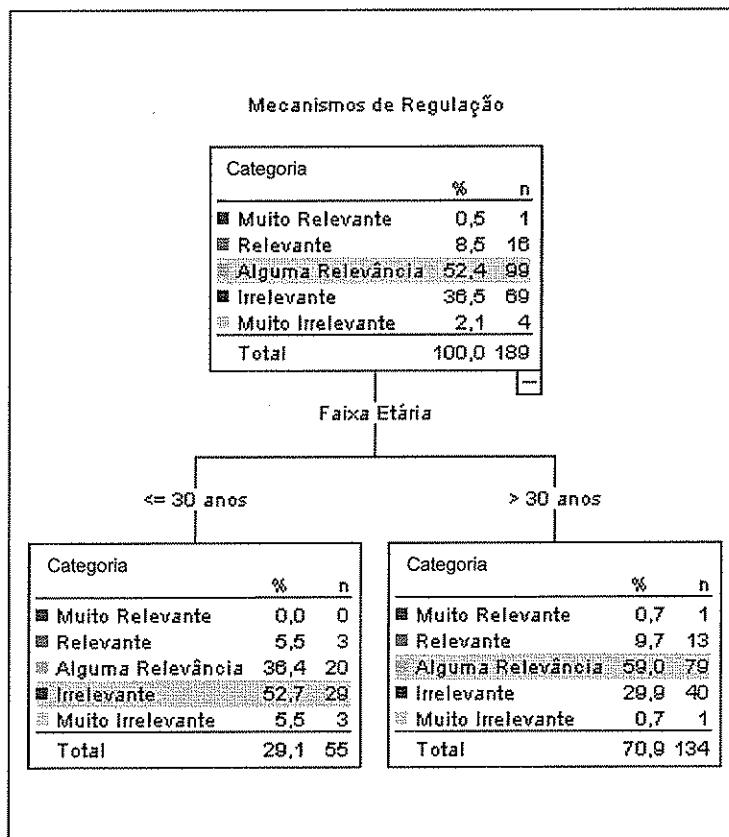 Mecanismos de Regulação
Categoria
% n
Muito Relevante 0,5 1
Relevante 8,5 16
Alguma Relevância 52,4 99
Irrelevante 36,5 69
Muito Irrelevante 2,1 4
Total 100,0 189
Faixa Etária
<= 30 anos
> 30 anos
Categoria
% n
Muito Relevante 0,0 0
Relevante 5,5 3
Alguma Relevância 36,4 20
Irrelevante 52,7 29
Muito Irrelevante 5,5 3
Total 29,1 55
Categoria
% n
Muito Relevante 0,7 1
Relevante 9,7 13
Alguma Relevância 59,0 79
Irrelevante 29,9 40
Muito Irrelevante 0,7 1
Total 70,9 134